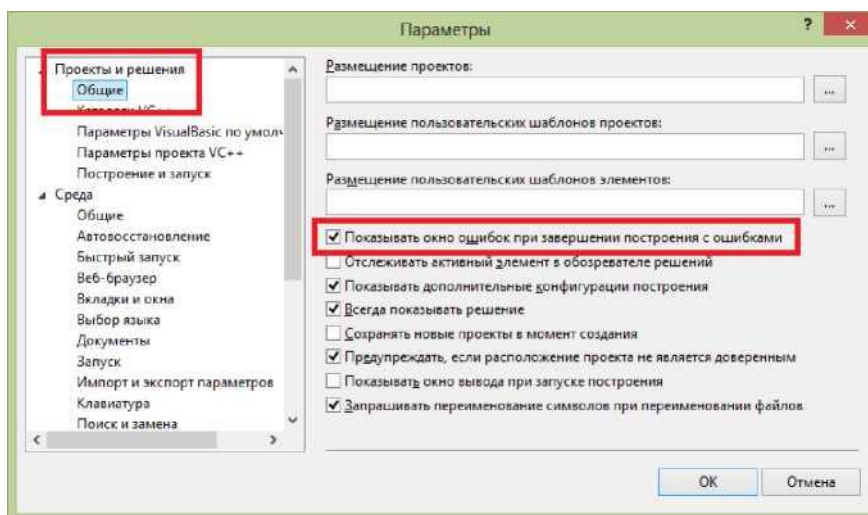 Параметры
?
×
Проекты и решения
Общие
Каталоги VC++
Параметры VisualBasic по умолч
Параметры проекта VC++
Построение и запуск
Среда
Общие
Автовосстановление
Быстрый запуск
Веб-браузер
Вкладки и окна
Выбор языка
Документы
Запуск
Импорт и экспорт параметров
Клавиатура
Поиск и замена
Размещение проектов:
...
Размещение пользовательских шаблонов проектов:
...
Размещение пользовательских шаблонов элементов:
...
Показывать окно ошибок при завершении построения с ошибками
Отслеживать активный элемент в обозревателе решений
Показывать дополнительные конфигурации построения
Всегда показывать решение
Сохранять новые проекты в момент создания
Предупреждать, если расположение проекта не является доверенным
Показывать окно вывода при запуске построения
Запрашивать переименование символов при переименовании файлов
OK
Отмена